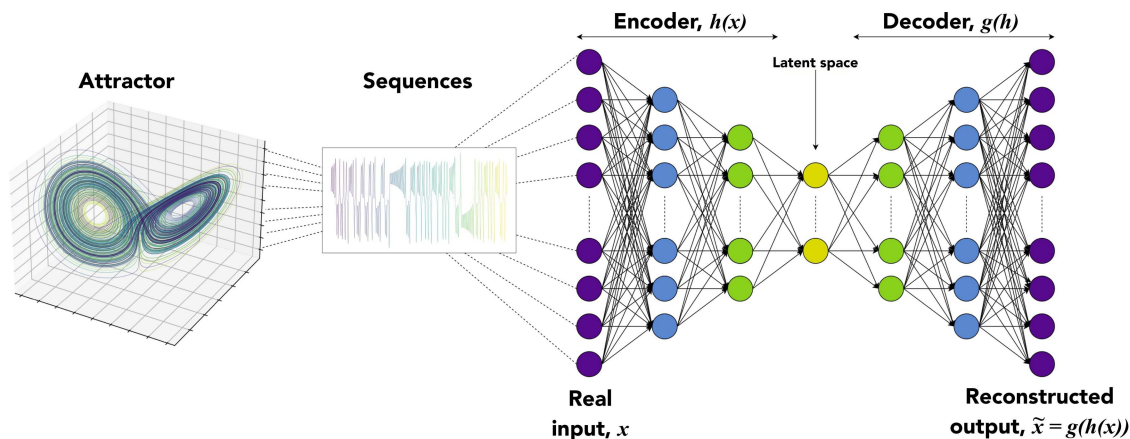 Encoder, h(x)
Decoder, g(h)
Attractor
Sequences
Latent space
Real
input, x
Reconstructed
output, x̃ = g(h(x))